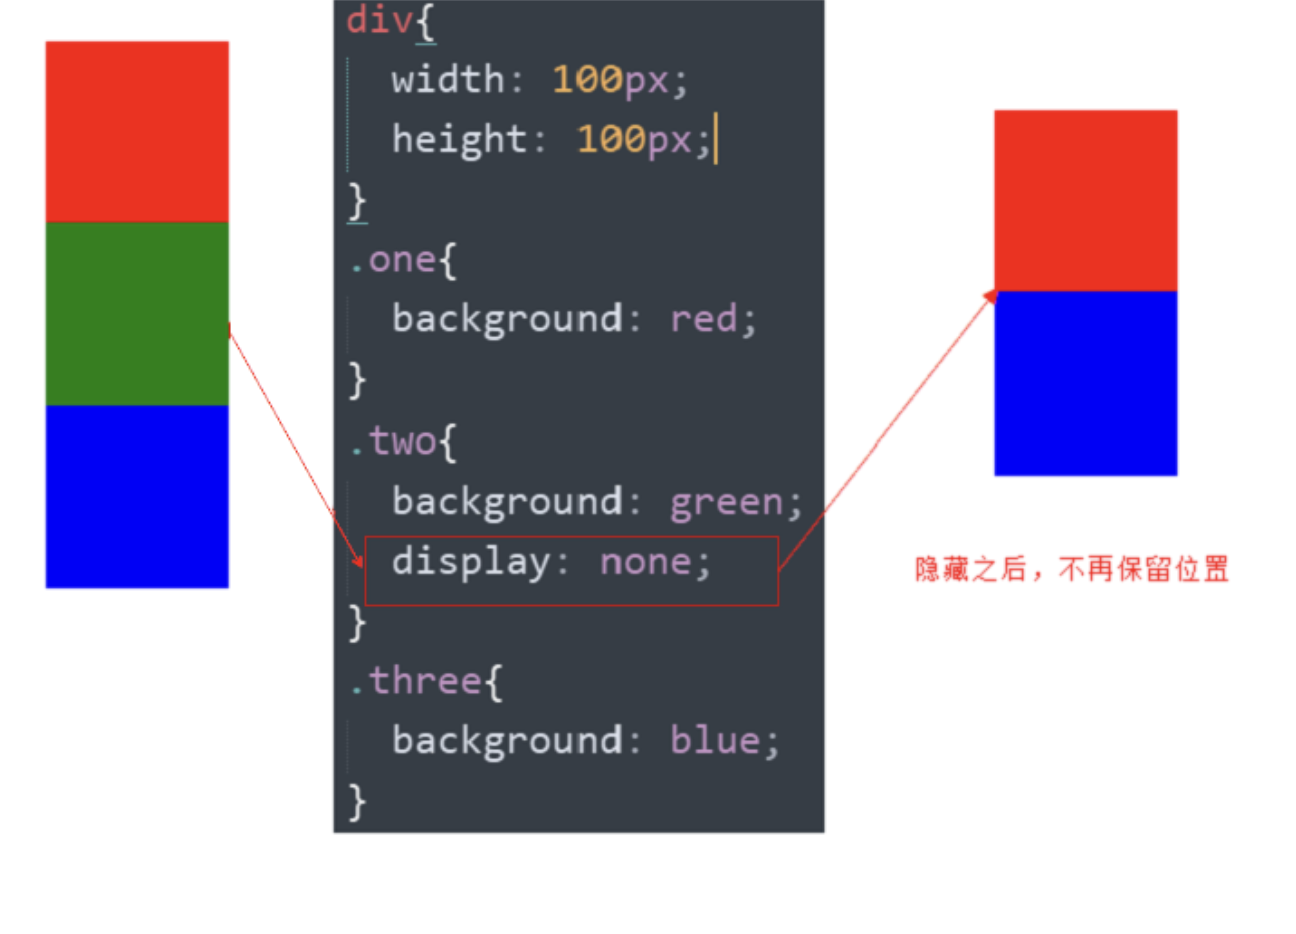 div{
width: 100px;
height: 100px;
}
.one{
background: red;
}
.two{
background: green;
display: none;
}
.three{
background: blue;
}
隐藏之后，不再保留位置